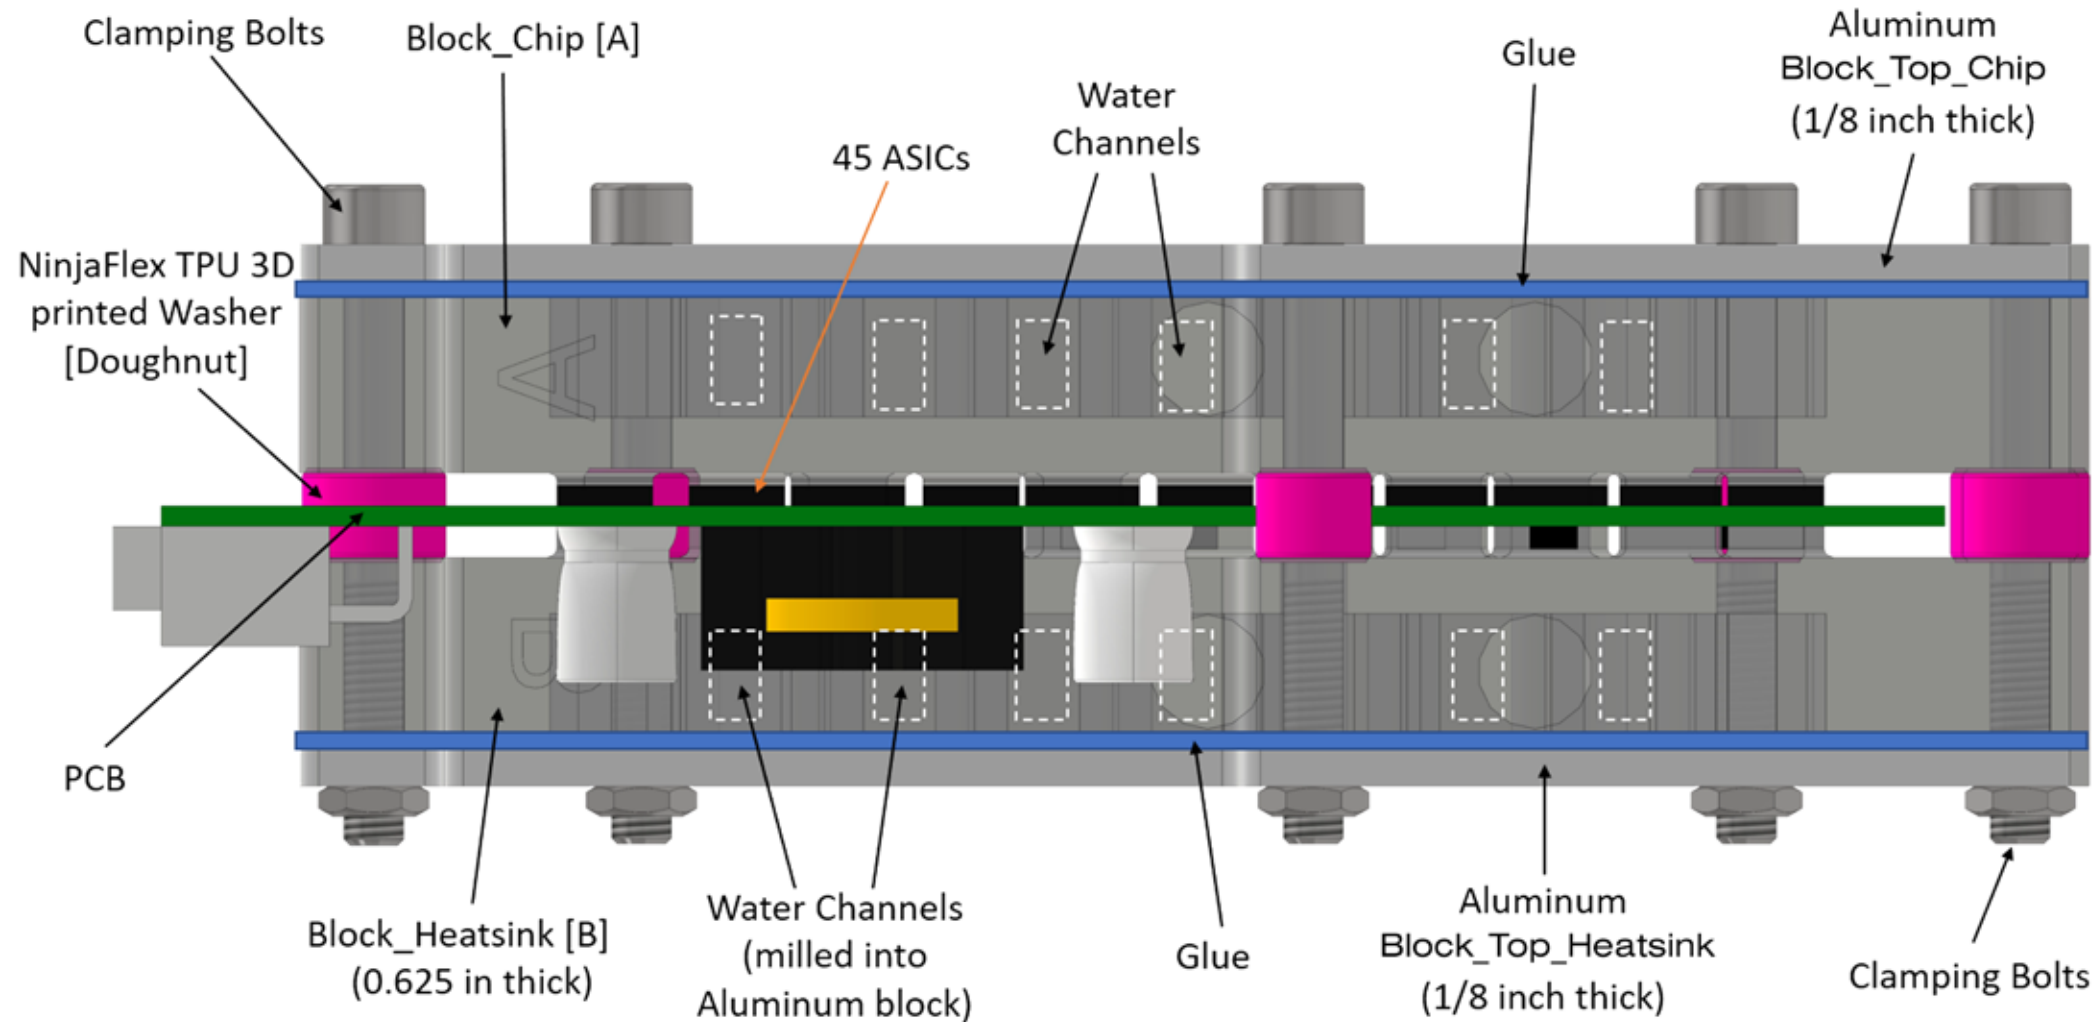 Clamping Bolts
Block_Chip [A]
Aluminum
Block_Top_Chip
(1/8 inch thick)
Glue
Water
Channels
45 ASICs
NinjaFlex TPU 3D
printed Washer
[Doughnut]
A
B
PCB
Block_Heatsink [B]
(0.625 in thick)
Water Channels
(milled into
Aluminum block)
Glue
Aluminum
Block_Top_Heatsink
(1/8 inch thick)
Clamping Bolts